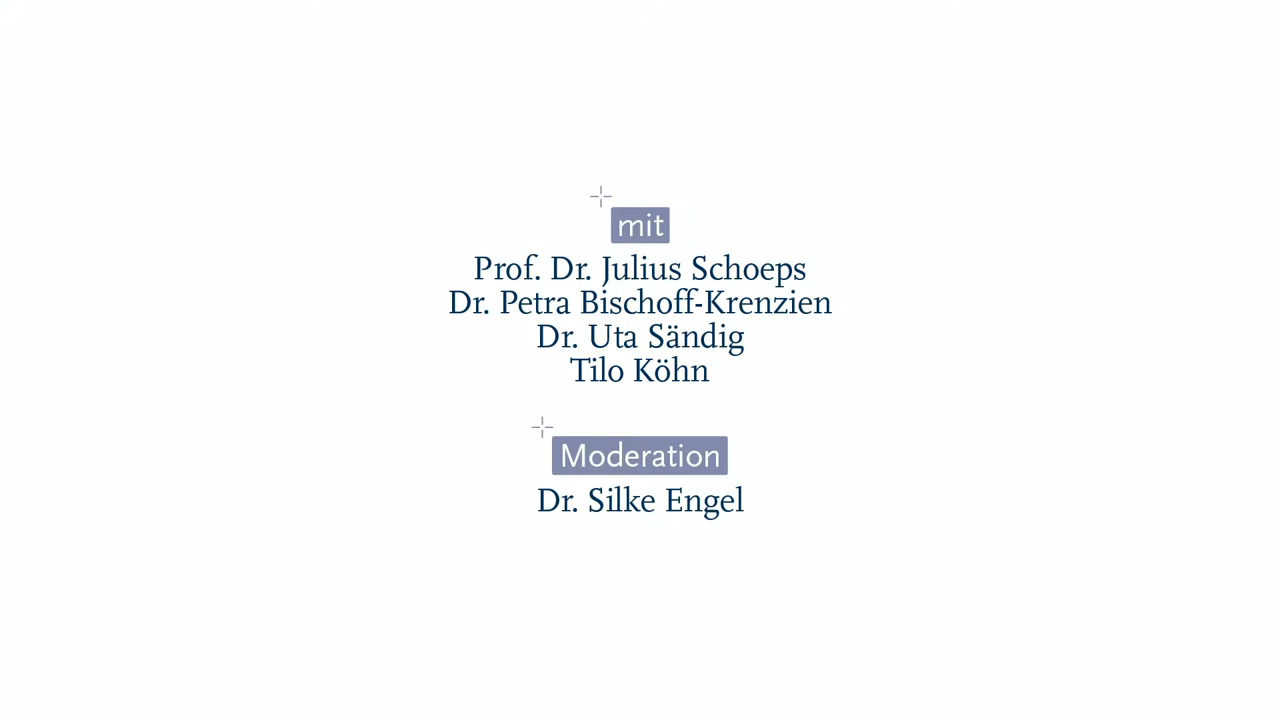 mit
Prof. Dr. Julius Schoeps
Dr. Petra Bischoff-Krenzien
Dr. Uta Sändig
Tilo Köhn
Moderation
Dr. Silke Engel